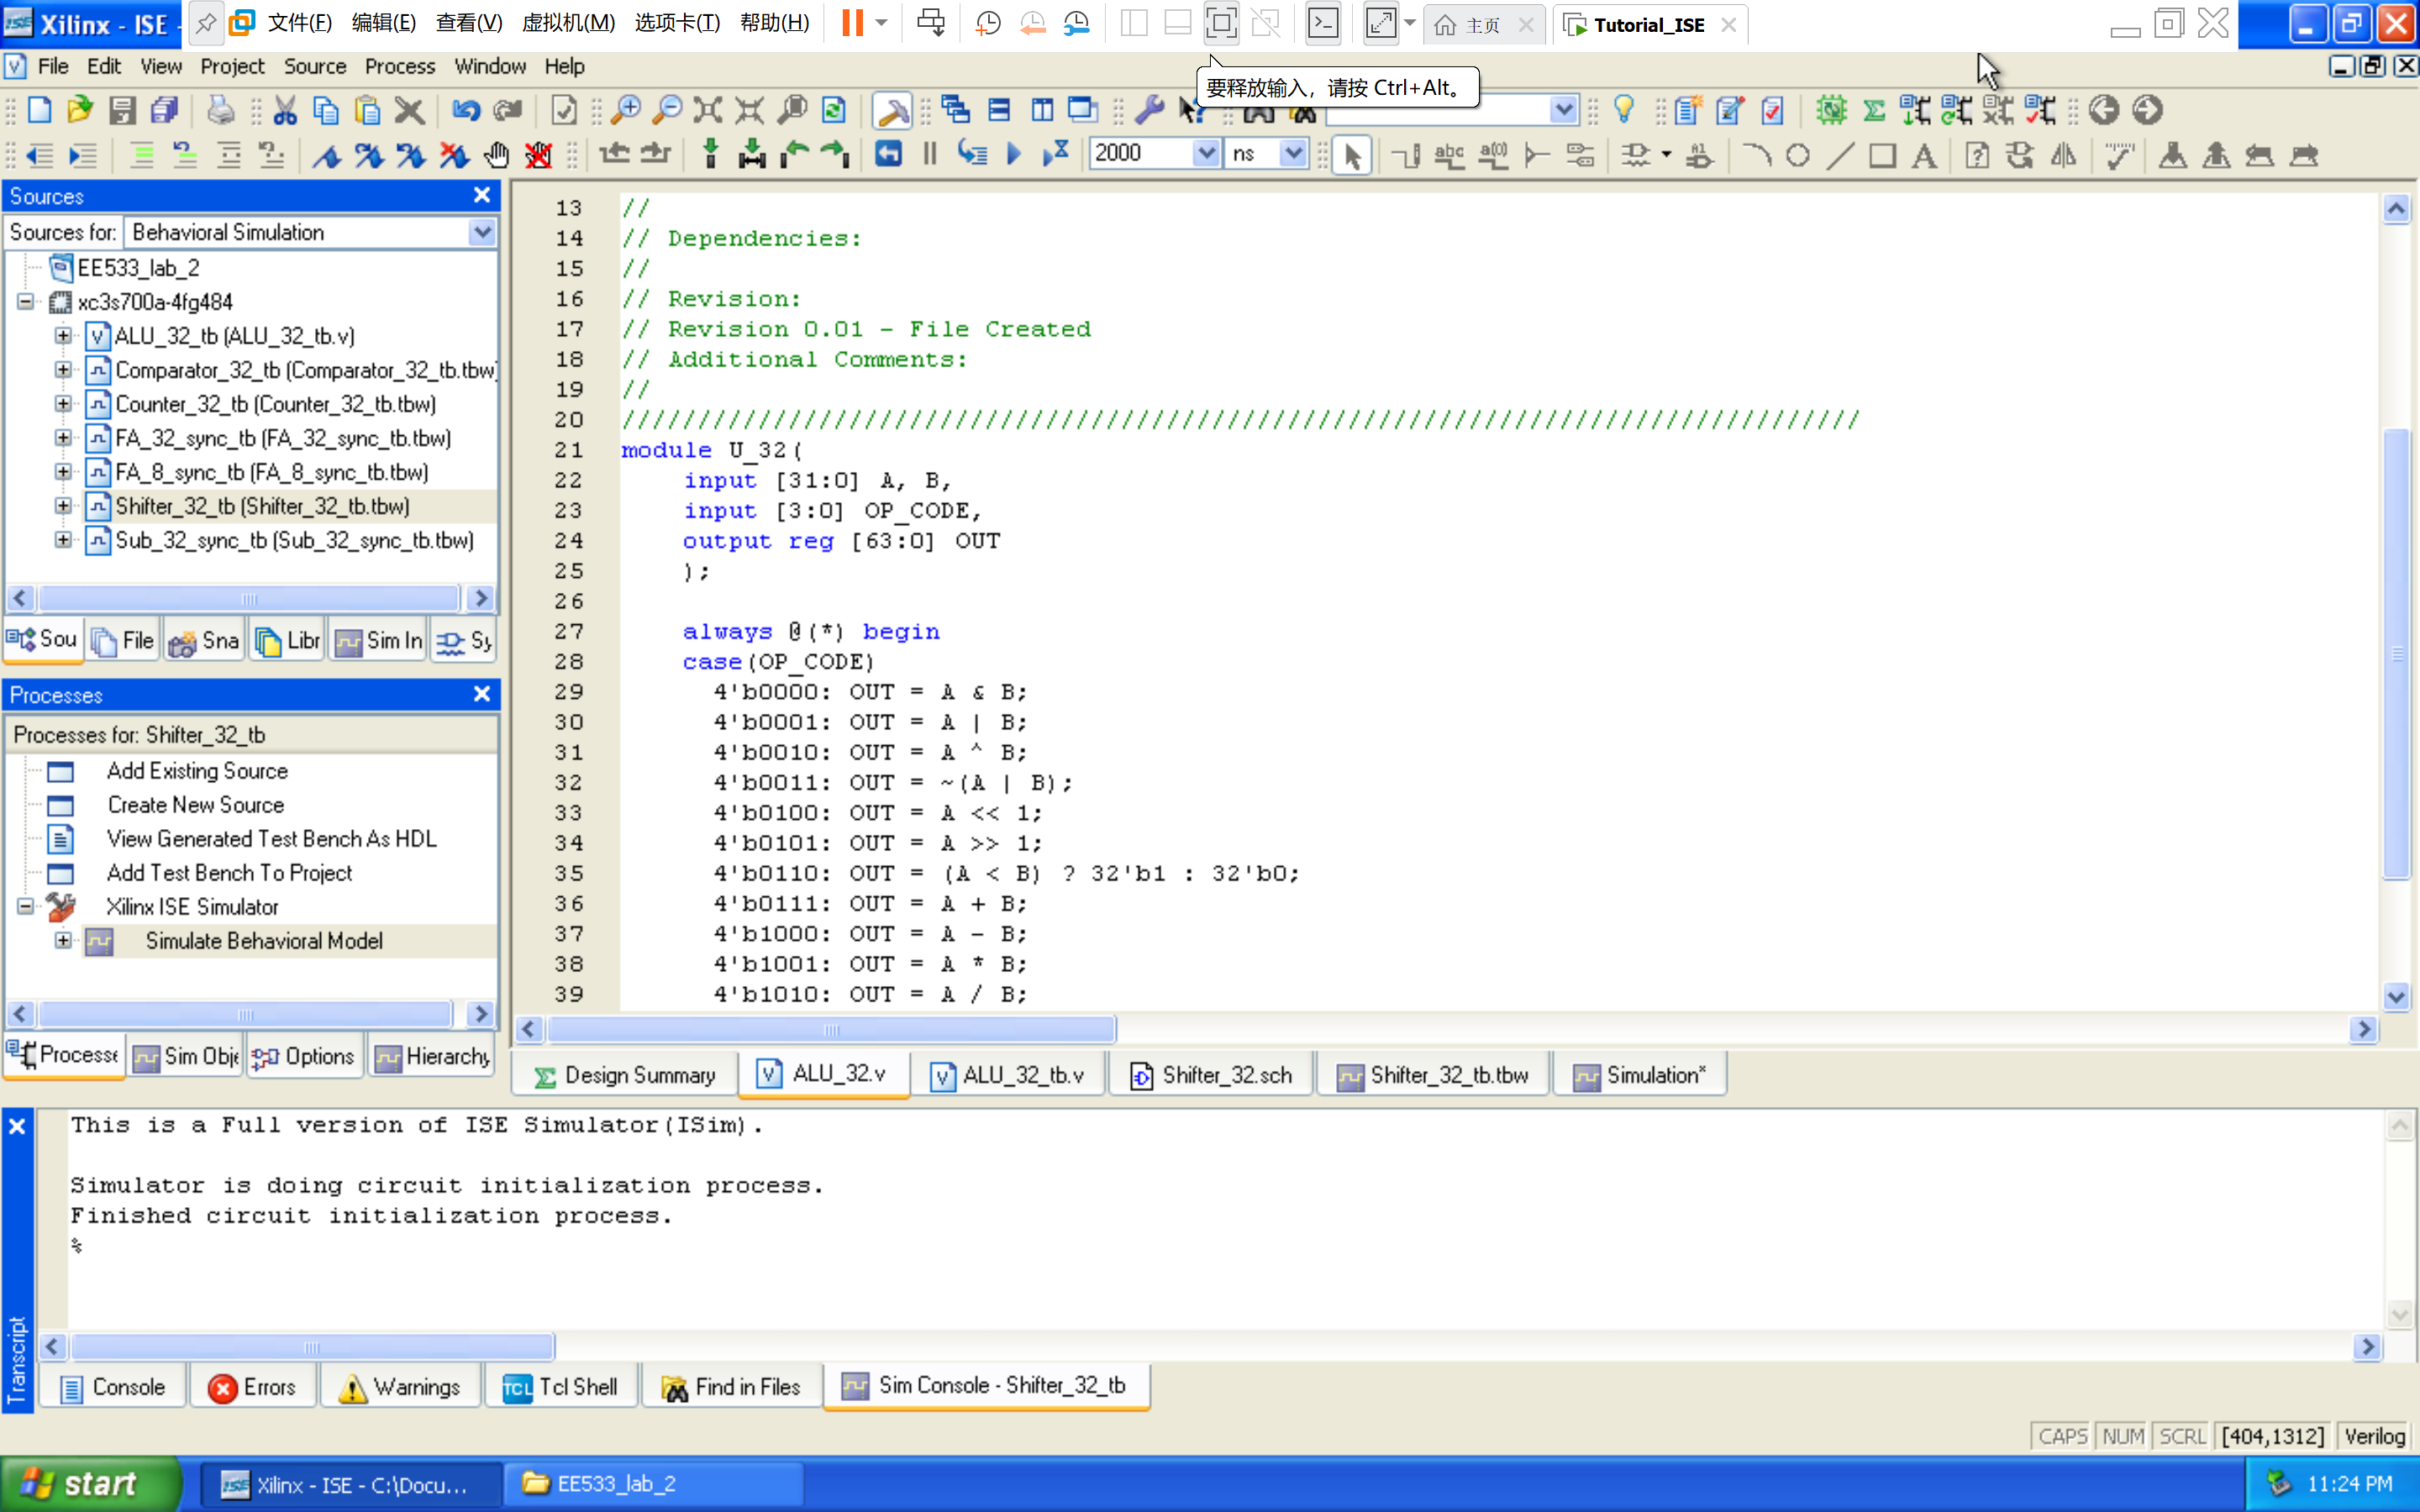 Xilinx - ISE -
文件(F) 编辑(E) 查看(V) 虚拟机(M) 选项卡(T) 帮助(H)
主页
Tutorial_ISE
File Edit View Project Source Process Window Help
要释放输入，请按 Ctrl+Alt。
2000 ns
Sources
Sources for: Behavioral Simulation
EE533_lab_2
xc3s700a-4fg484
ALU_32_tb (ALU_32_tb.v)
Comparator_32_tb (Comparator_32_tb.tbw)
Counter_32_tb (Counter_32_tb.tbw)
FA_32_sync_tb (FA_32_sync_tb.tbw)
FA_8_sync_tb (FA_8_sync_tb.tbw)
Shifter_32_tb (Shifter_32_tb.tbw)
Sub_32_sync_tb (Sub_32_sync_tb.tbw)
Sou File Sna Libr Sim In Sy
Processes
Processes for: Shifter_32_tb
Add Existing Source
Create New Source
View Generated Test Bench As HDL
Add Test Bench To Project
Xilinx ISE Simulator
Simulate Behavioral Model
Processe Sim Obje Options Hierarchy
13 //
14 // Dependencies:
15 //
16 // Revision:
17 // Revision 0.01 - File Created
18 // Additional Comments:
19 //
20 //////////////////////////////////////////////////////////////////////////////////
21 module U_32(
22 input [31:0] A, B,
23 input [3:0] OP_CODE,
24 output reg [63:0] OUT
25 );
26
27 always @(*) begin
28 case(OP_CODE)
29 4'b0000: OUT = A & B;
30 4'b0001: OUT = A | B;
31 4'b0010: OUT = A ^ B;
32 4'b0011: OUT = ~(A | B);
33 4'b0100: OUT = A << 1;
34 4'b0101: OUT = A >> 1;
35 4'b0110: OUT = (A < B) ? 32'b1 : 32'b0;
36 4'b0111: OUT = A + B;
37 4'b1000: OUT = A - B;
38 4'b1001: OUT = A * B;
39 4'b1010: OUT = A / B;
Design Summary ALU_32.v ALU_32_tb.v Shifter_32.sch Shifter_32_tb.tbw Simulation*
This is a Full version of ISE Simulator(ISim).
Simulator is doing circuit initialization process.
Finished circuit initialization process.
%
Transcript
Console Errors Warnings Tcl Shell Find in Files Sim Console - Shifter_32_tb
CAPS NUM SCRL [404,1312] Verilog
start Xilinx - ISE - C:\Docu... EE533_lab_2 11:24 PM